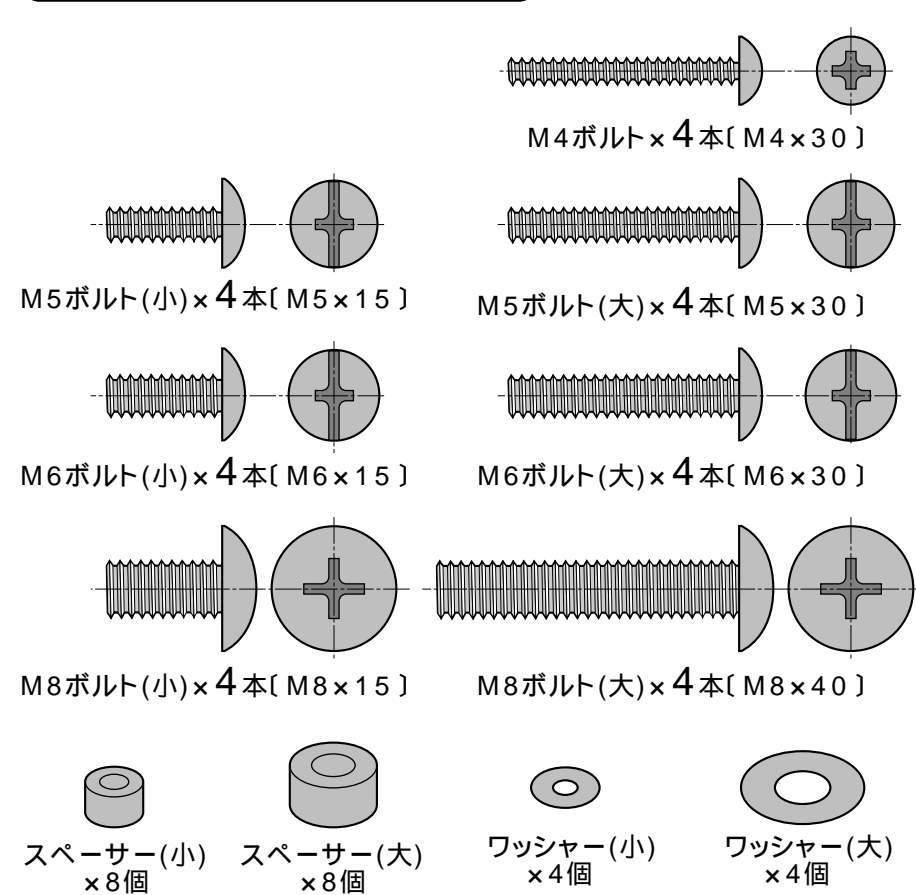 M4ボルト×4本〔M4×30〕
M5ボルト(小)×4本〔M5×15〕
M5ボルト(大)×4本〔M5×30〕
M6ボルト(小)×4本〔M6×15〕
M6ボルト(大)×4本〔M6×30〕
M8ボルト(小)×4本〔M8×15〕
M8ボルト(大)×4本〔M8×40〕
スペーサー(小)
×8個
スペーサー(大)
×8個
ワッシャー(小)
×4個
ワッシャー(大)
×4個